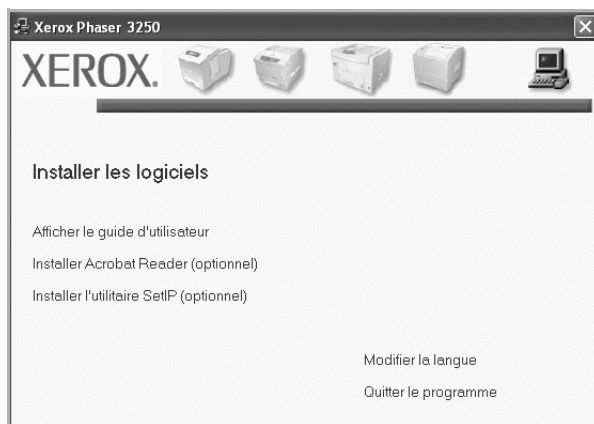 Xerox Phaser 3250
XEROX.
Installer les logiciels
Afficher le guide d'utilisateur
Installer Acrobat Reader (optionnel)
Installer l'utilitaire SetIP (optionnel)
Modifier la langue
Quitter le programme